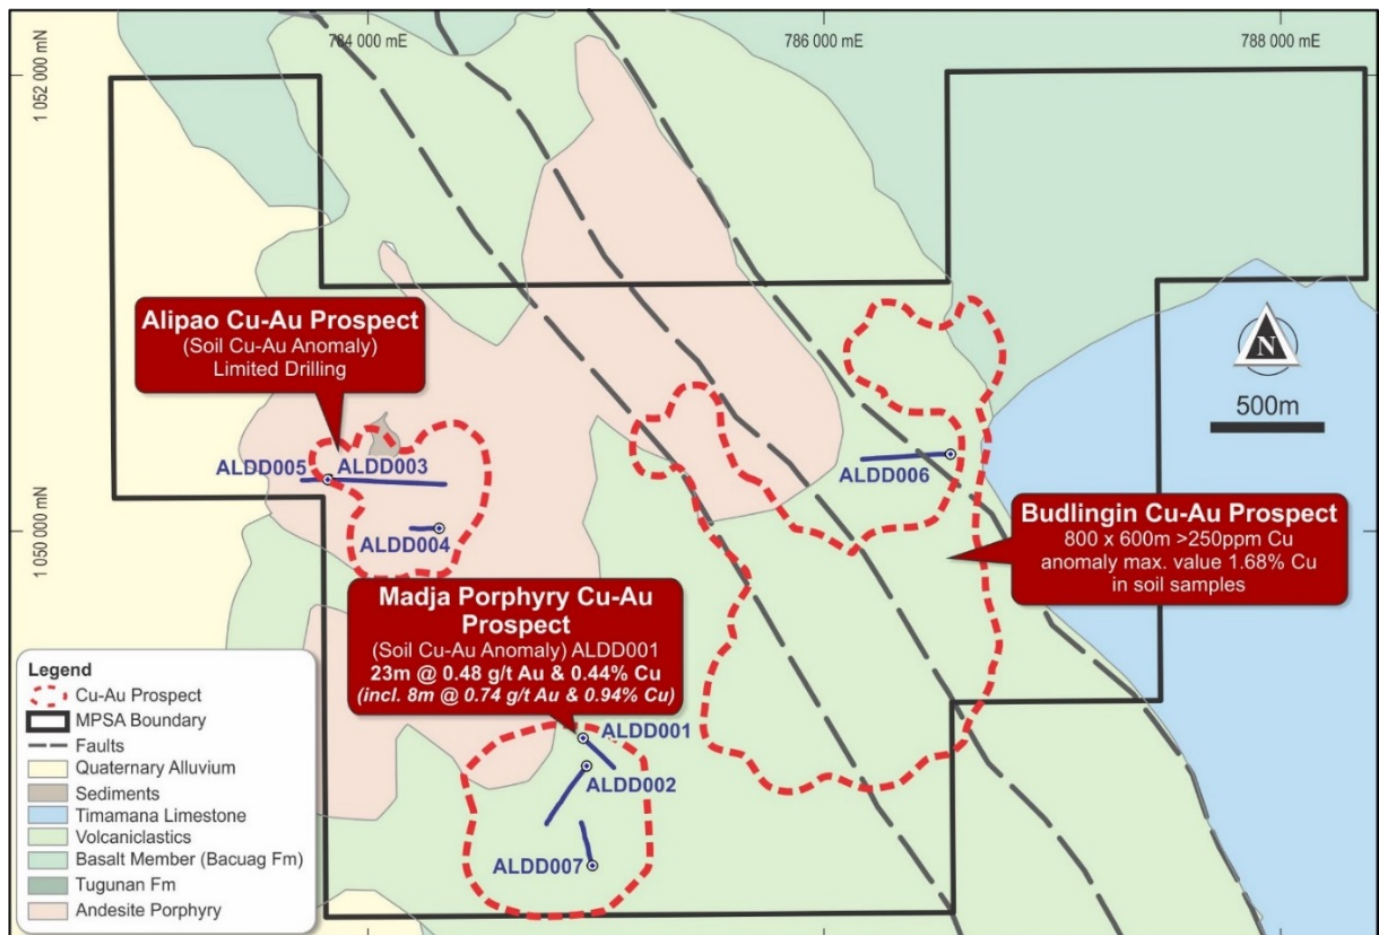 784 000 mE
786 000 mE
788 000 mE
1 052 000 mN
1 050 000 mN
Alipao Cu-Au Prospect
(Soil Cu-Au Anomaly)
Limited Drilling
N
500m
ALDD005
ALDD003
ALDD004
ALDD006
Budlingin Cu-Au Prospect
800 x 600m >250ppm Cu
anomaly max. value 1.68% Cu
in soil samples
Madja Porphyry Cu-Au
Prospect
(Soil Cu-Au Anomaly) ALDD001
23m @ 0.48 g/t Au & 0.44% Cu
(incl. 8m @ 0.74 g/t Au & 0.94% Cu)
ALDD001
ALDD002
ALDD007
Legend
Cu-Au Prospect
MPSA Boundary
Faults
Quaternary Alluvium
Sediments
Timamana Limestone
Volcaniclastics
Basalt Member (Bacuag Fm)
Tugunan Fm
Andesite Porphyry